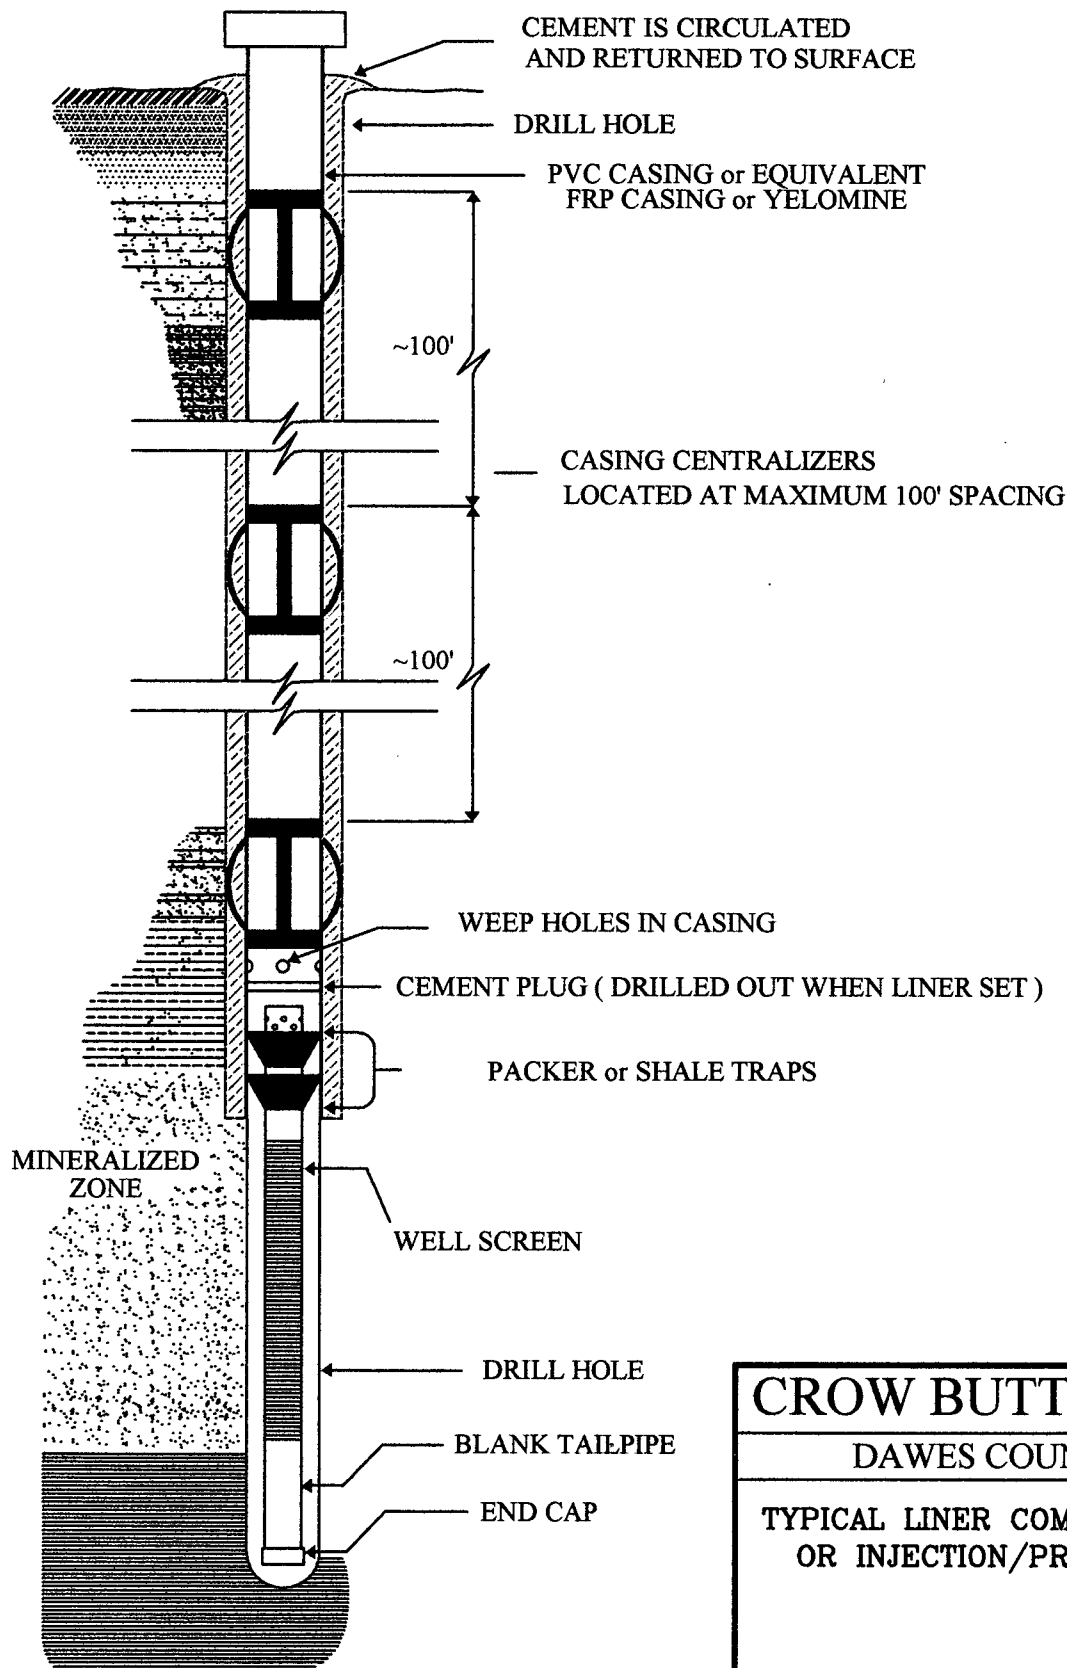 CEMENT IS CIRCULATED
AND RETURNED TO SURFACE
DRILL HOLE
PVC CASING or EQUIVALENT
FRP CASING or YELOMINE
~100'
CASING CENTRALIZERS
LOCATED AT MAXIMUM 100' SPACING
~100'
WEEP HOLES IN CASING
CEMENT PLUG ( DRILLED OUT WHEN LINER SET )
PACKER or SHALE TRAPS
MINERALIZED
ZONE
WELL SCREEN
DRILL HOLE
BLANK TAILPIPE
END CAP
CROW BUTT
DAWES COUN
TYPICAL LINER COM
OR INJECTION/PR